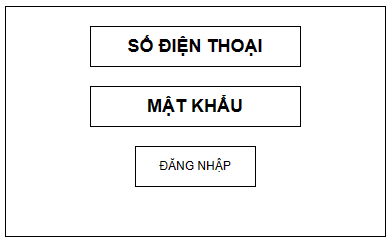 SỐ ĐIỆN THOẠI
MẬT KHẨU
ĐĂNG NHẬP